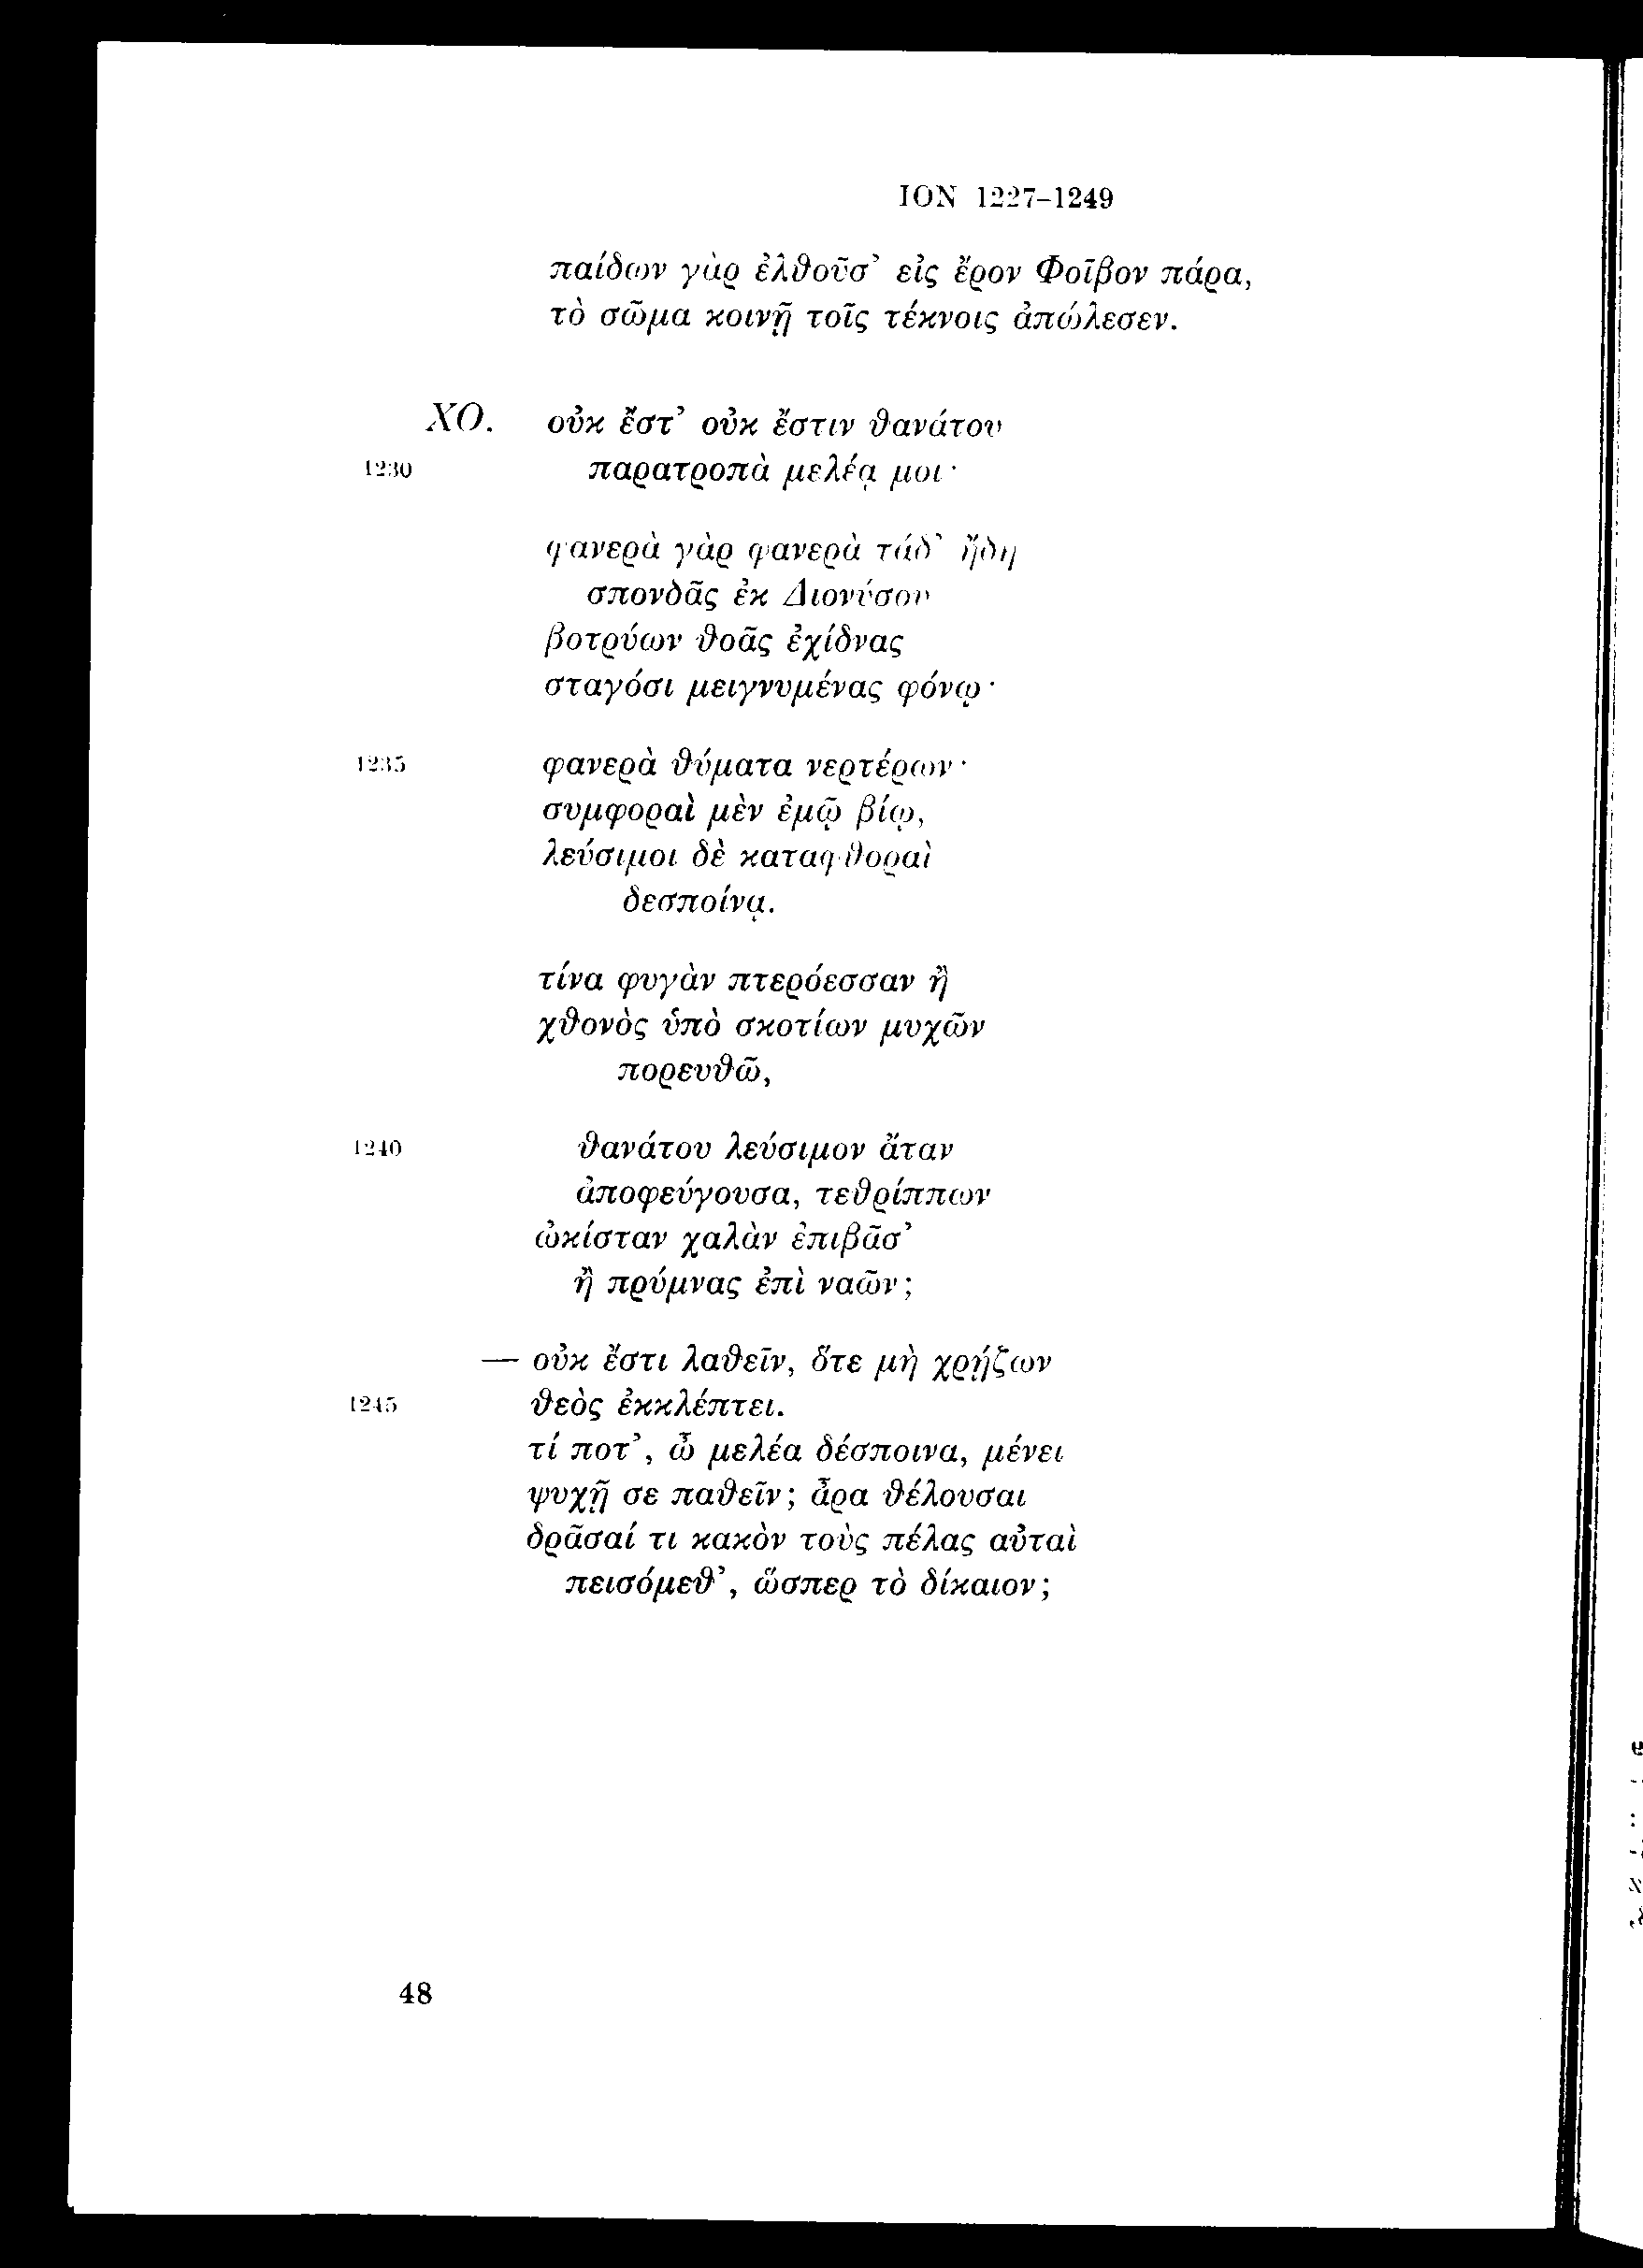 ION 1227–1249
παίδων γὰρ ἐλθοῦσ’ εἰς ἔρον Φοῖβον πάρα,
τὸ σῶμα κοινῇ τοῖς τέκνοις ἀπώλεσεν.
ΧΟ. οὐκ ἔστ’ οὐκ ἔστιν θανάτου
1230 παρατροπὰ μελέᾳ μοι·
φανερὰ γὰρ φανερὰ τάδ’ ἤδη
σπονδᾶς ἐκ Διονύσου
βοτρύων θοᾶς ἐχίδνας
σταγόσι μειγνυμένας φόνῳ·
1235 φανερὰ θύματα νερτέρων·
συμφοραὶ μὲν ἐμῷ βίῳ,
λεύσιμοι δὲ καταφθοραὶ
δεσποίνᾳ.
τίνα φυγὰν πτερόεσσαν ἢ
χθονὸς ὑπὸ σκοτίων μυχῶν
πορευθῶ,
1240 θανάτου λεύσιμον ἄταν
ἀποφεύγουσα, τεθρίππων
ὠκίσταν χαλὰν ἐπιβᾶσ’
ἢ πρύμνας ἐπὶ ναῶν;
— οὐκ ἔστι λαθεῖν, ὅτε μὴ χρῄζων
1245 θεὸς ἐκκλέπτει.
τί ποτ’, ὦ μελέα δέσποινα, μένει
ψυχῇ σε παθεῖν; ἆρα θέλουσαι
δρᾶσαί τι κακὸν τοὺς πέλας αὐταὶ
πεισόμεθ’, ὥσπερ τὸ δίκαιον;
48